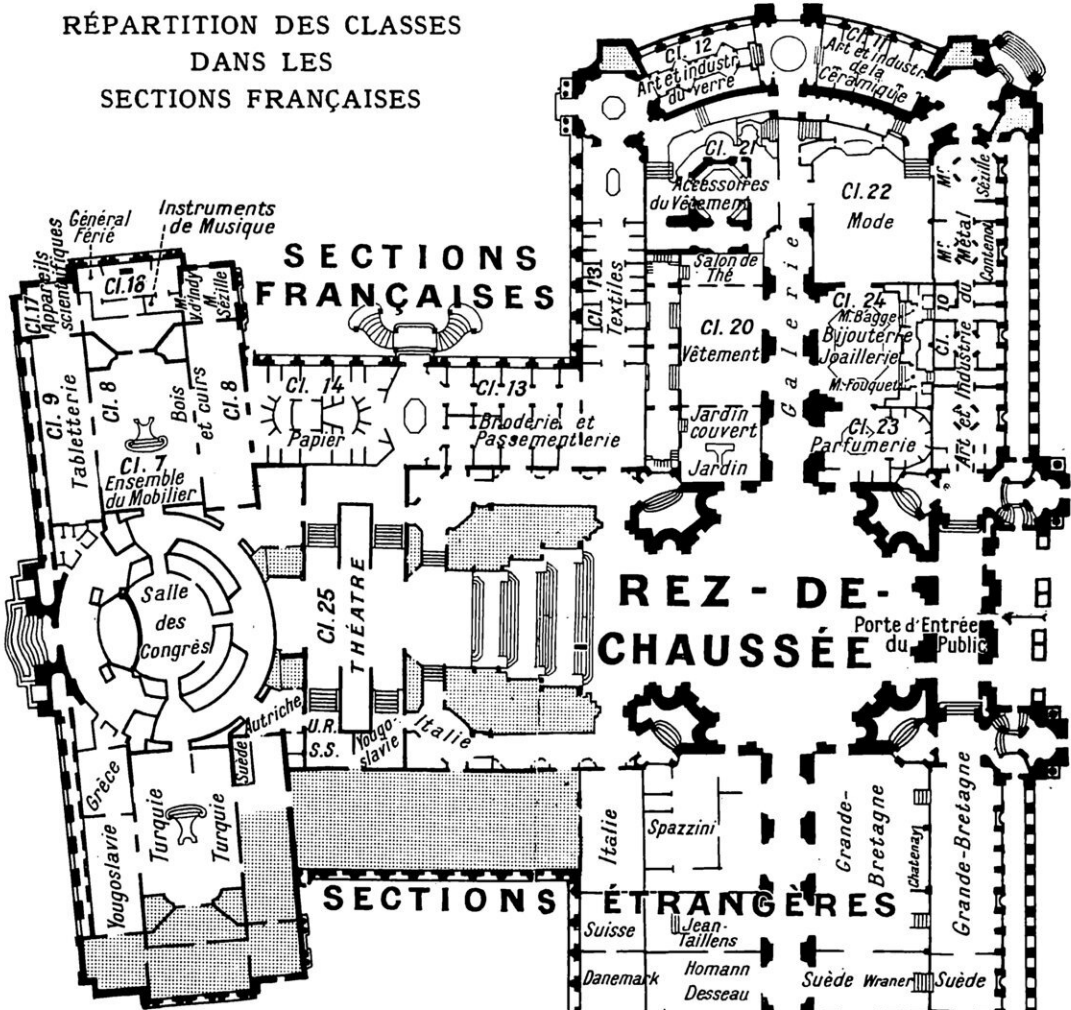 RÉPARTITION DES CLASSES
DANS LES
SECTIONS FRANÇAISES
Cl. 12
Art et industr.
du verre
Cl. 11
Art et industr.
de la
Céramique
Cl. 21
Accessoires
du Vêtement
Cl. 22
Mode
Mr.
Sézille
Mr.
Contenou
Cl. 10
Art et Industrie du Métal
Salon de
Thé
Galerie
Cl. 13
Textiles
Cl. 20
Vêtement
Cl. 24
M. Bagge
Bijouterre
Joaillerie
M. Fouquet
Cl. 23
Parfumerie
Jardin
couvert
Jardin
Général
Férié
Instruments
de Musique
SECTIONS
FRANÇAISES
Cl. 17
Appareils
scientifiques
Cl. 16
M.
V. d'Indy
M.
Sézille
Cl. 9
Tabletterie
Cl. 8
Bois
et cuirs
Cl. 8
Cl. 7
Ensemble
du Mobilier
Cl. 14
Papier
Cl. 13
Broderie et
Passementerie
Salle
des
Congrès
Cl. 25
THÉATRE
REZ-DE-
CHAUSSÉE
Porte d'Entrée
du Public
Autriche
Suède
U.R.
S.S.
Yougo-
slavie
Italie
Grèce
Yougoslavie
Turquie
Turquie
Italie
Spazzini
Grande-
Bretagne
Chatenay
Grande-Bretagne
SECTIONS ÉTRANGÈRES
Suisse
Jean-
Taillens
Danemark
Homann
Desseau
Suède
Wraner
Suède